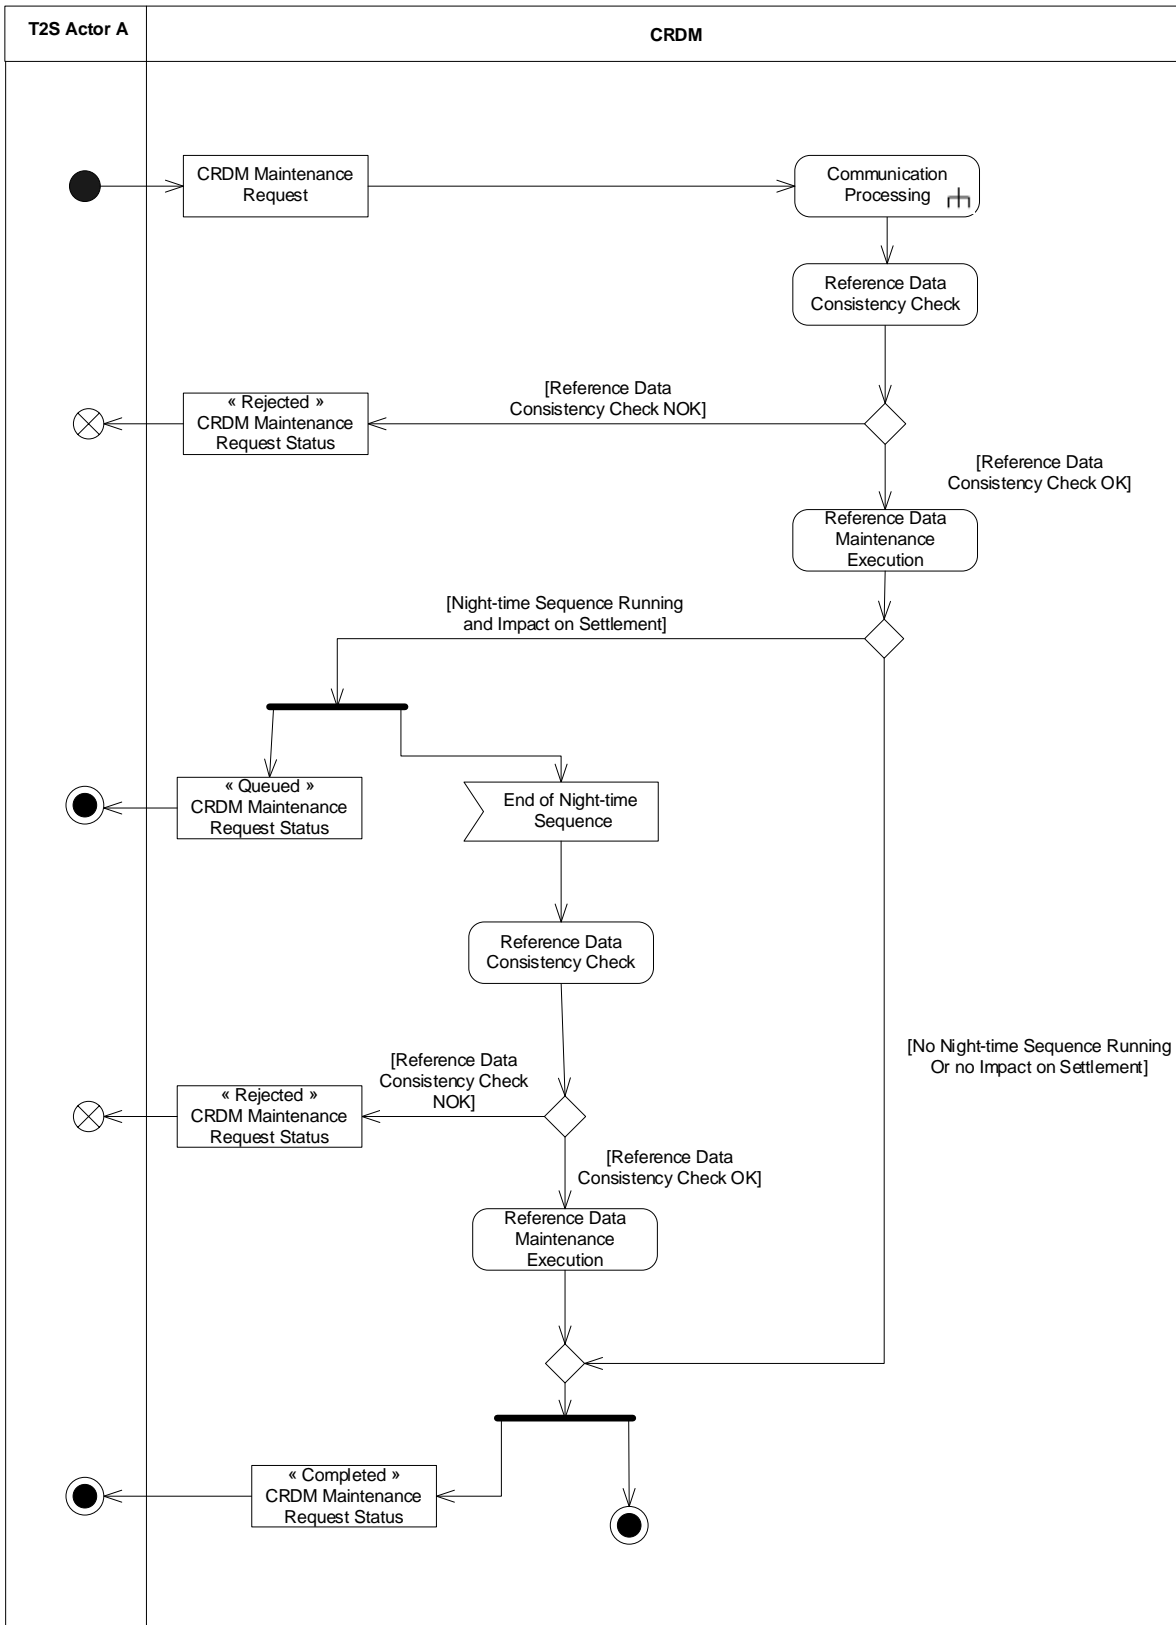 T2S Actor A
CRDM
CRDM Maintenance
Request
Communication
Processing
Reference Data
Consistency Check
[Reference Data
Consistency Check NOK]
« Rejected »
CRDM Maintenance
Request Status
[Reference Data
Consistency Check OK]
Reference Data
Maintenance
Execution
[Night-time Sequence Running
and Impact on Settlement]
« Queued »
CRDM Maintenance
Request Status
End of Night-time
Sequence
Reference Data
Consistency Check
[No Night-time Sequence Running
Or no Impact on Settlement]
[Reference Data
Consistency Check
NOK]
« Rejected »
CRDM Maintenance
Request Status
[Reference Data
Consistency Check OK]
Reference Data
Maintenance
Execution
« Completed »
CRDM Maintenance
Request Status